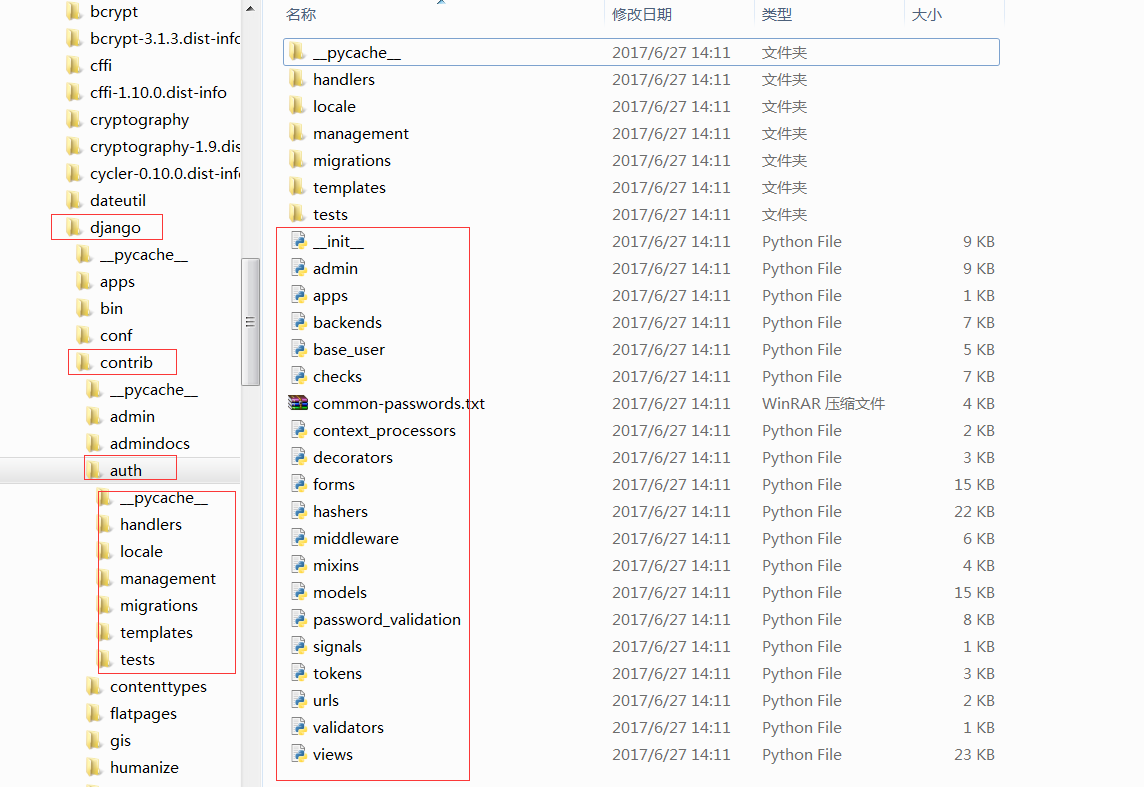 bcrypt
bcrypt-3.1.3.dist-info
cffi
cffi-1.10.0.dist-info
cryptography
cryptography-1.9.dis
cycler-0.10.0.dist-info
dateutil
django
__pycache__
apps
bin
conf
contrib
__pycache__
admin
admindocs
auth
__pycache__
handlers
locale
management
migrations
templates
tests
contenttypes
flatpages
gis
humanize
名称 修改日期 类型 大小
__pycache__ 2017/6/27 14:11 文件夹
handlers 2017/6/27 14:11 文件夹
locale 2017/6/27 14:11 文件夹
management 2017/6/27 14:11 文件夹
migrations 2017/6/27 14:11 文件夹
templates 2017/6/27 14:11 文件夹
tests 2017/6/27 14:11 文件夹
__init__ 2017/6/27 14:11 Python File 9 KB
admin 2017/6/27 14:11 Python File 9 KB
apps 2017/6/27 14:11 Python File 1 KB
backends 2017/6/27 14:11 Python File 7 KB
base_user 2017/6/27 14:11 Python File 5 KB
checks 2017/6/27 14:11 Python File 7 KB
common-passwords.txt 2017/6/27 14:11 WinRAR 压缩文件 4 KB
context_processors 2017/6/27 14:11 Python File 2 KB
decorators 2017/6/27 14:11 Python File 3 KB
forms 2017/6/27 14:11 Python File 15 KB
hashers 2017/6/27 14:11 Python File 22 KB
middleware 2017/6/27 14:11 Python File 6 KB
mixins 2017/6/27 14:11 Python File 4 KB
models 2017/6/27 14:11 Python File 15 KB
password_validation 2017/6/27 14:11 Python File 8 KB
signals 2017/6/27 14:11 Python File 1 KB
tokens 2017/6/27 14:11 Python File 3 KB
urls 2017/6/27 14:11 Python File 2 KB
validators 2017/6/27 14:11 Python File 1 KB
views 2017/6/27 14:11 Python File 23 KB